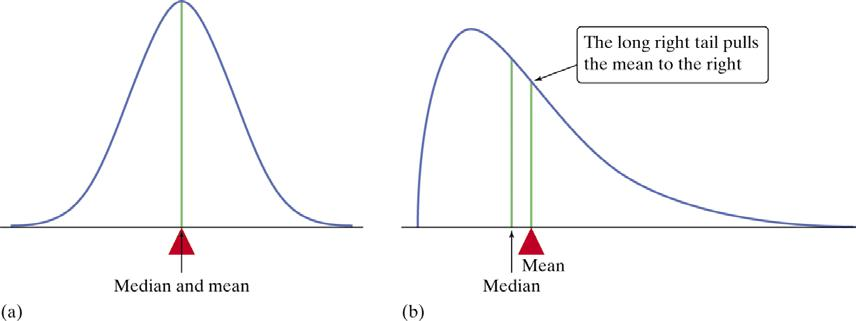 The long right tail pulls
the mean to the right
Median and mean
Mean
Median
(a)
(b)